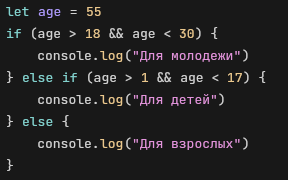 let age = 55
if (age > 18 && age < 30) {
    console.log("Для молодежи")
} else if (age > 1 && age < 17) {
    console.log("Для детей")
} else {
    console.log("Для взрослых")
}